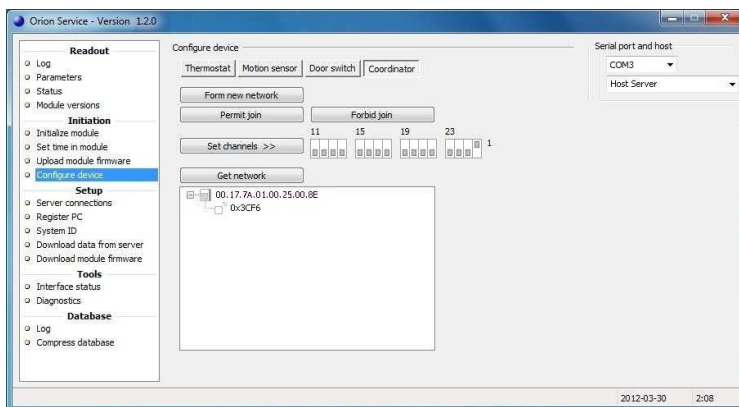 Orion Service - Version 1.2.0
Readout
Log
Parameters
Status
Module versions
Initiation
Initialize module
Set time in module
Upload module firmware
Configure device
Setup
Server connections
Register PC
System ID
Download data from server
Download module firmware
Tools
Interface status
Diagnostics
Database
Log
Compress database
Configure device
Thermostat Motion sensor Door switch Coordinator
Form new network
Permit join Forbid join
11 15 19 23
Set channels >> 1
Get network
00.17.7A.01.00.25.00.8E
0x3CF6
Serial port and host
COM3
Host Server
2012-03-30 2:08